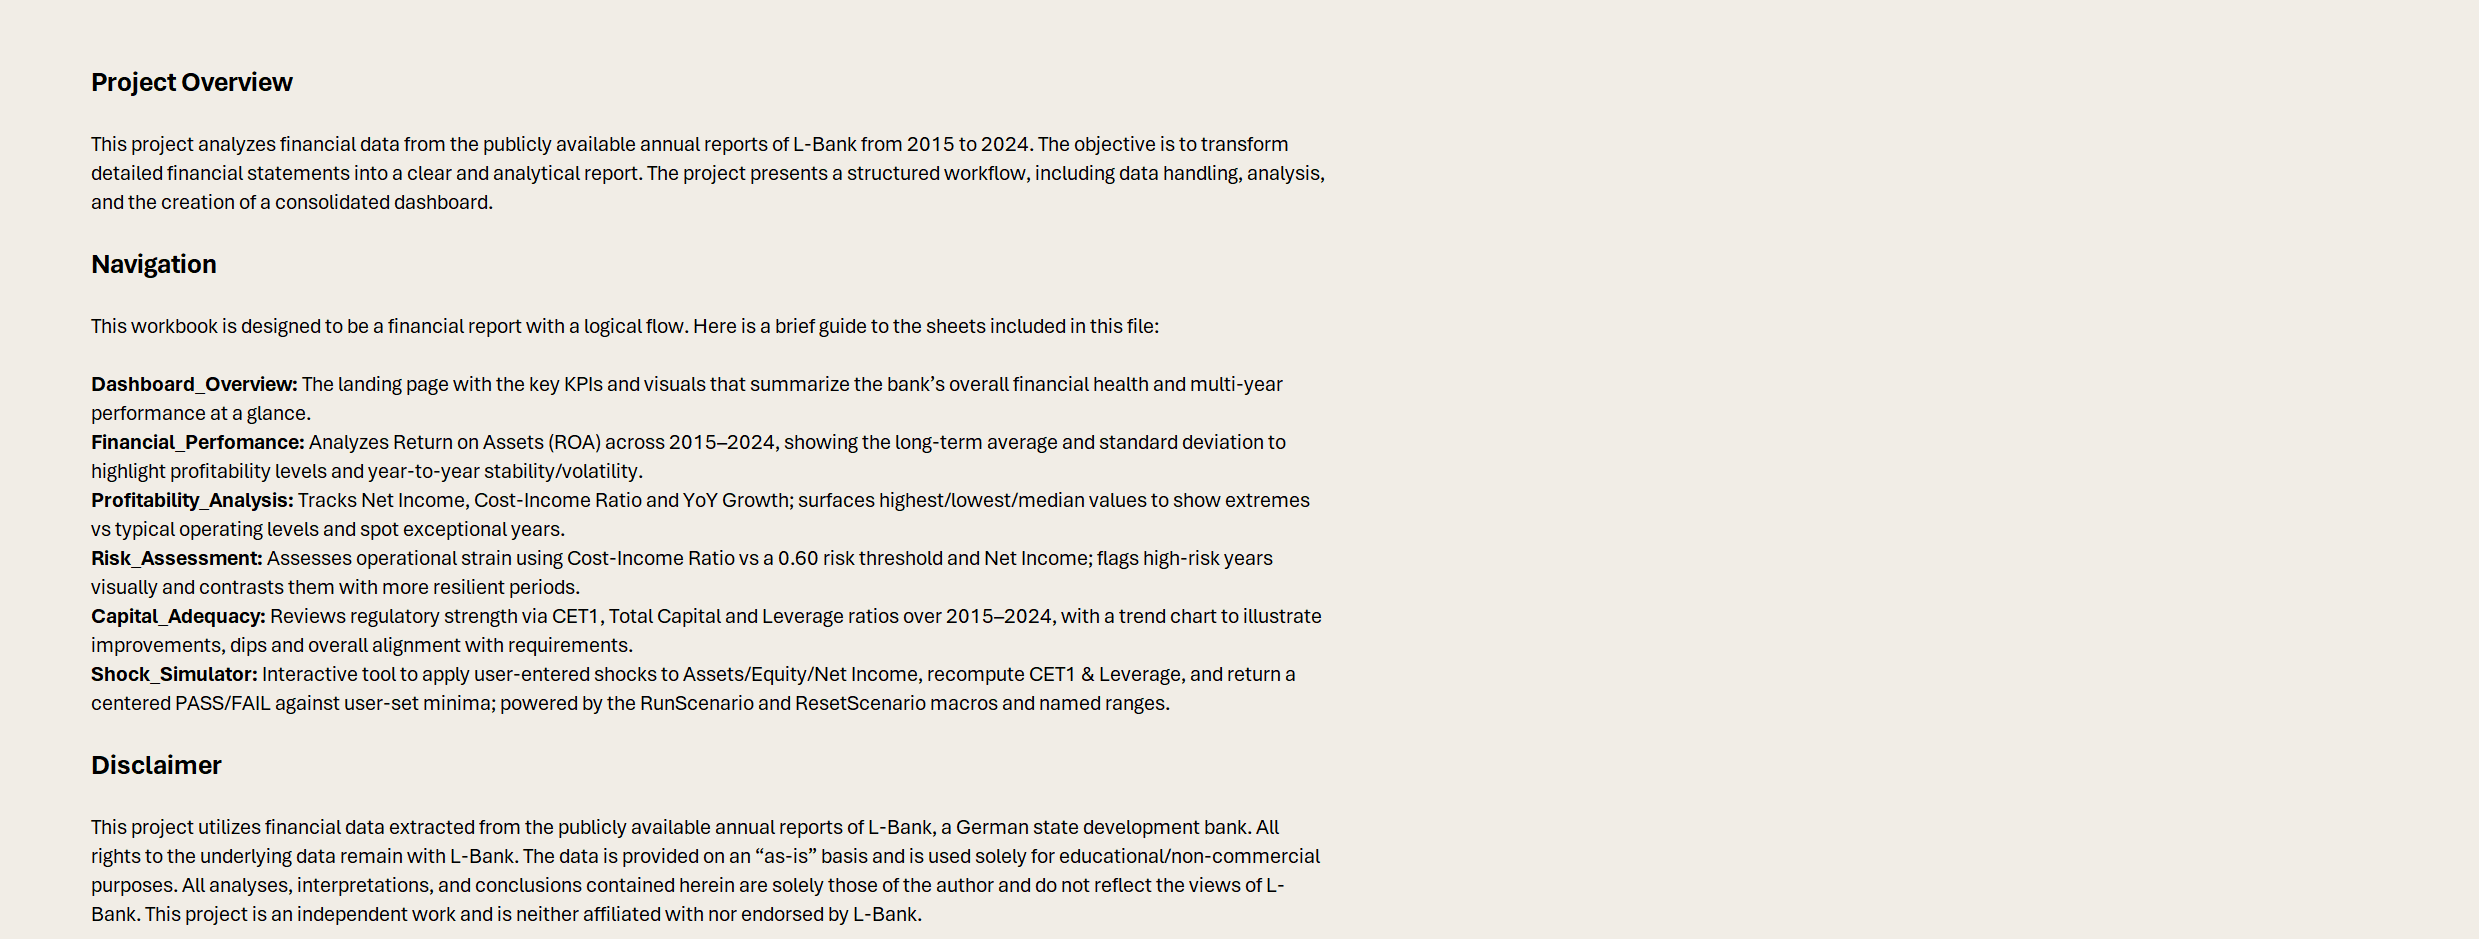 Project Overview
This project analyzes financial data from the publicly available annual reports of L-Bank from 2015 to 2024. The objective is to transform
detailed financial statements into a clear and analytical report. The project presents a structured workflow, including data handling, analysis,
and the creation of a consolidated dashboard.
Navigation
This workbook is designed to be a financial report with a logical flow. Here is a brief guide to the sheets included in this file:
Dashboard_Overview: The landing page with the key KPIs and visuals that summarize the bank’s overall financial health and multi-year
performance at a glance.
Financial_Perfomance: Analyzes Return on Assets (ROA) across 2015–2024, showing the long-term average and standard deviation to
highlight profitability levels and year-to-year stability/volatility.
Profitability_Analysis: Tracks Net Income, Cost-Income Ratio and YoY Growth; surfaces highest/lowest/median values to show extremes
vs typical operating levels and spot exceptional years.
Risk_Assessment: Assesses operational strain using Cost-Income Ratio vs a 0.60 risk threshold and Net Income; flags high-risk years
visually and contrasts them with more resilient periods.
Capital_Adequacy: Reviews regulatory strength via CET1, Total Capital and Leverage ratios over 2015–2024, with a trend chart to illustrate
improvements, dips and overall alignment with requirements.
Shock_Simulator: Interactive tool to apply user-entered shocks to Assets/Equity/Net Income, recompute CET1 & Leverage, and return a
centered PASS/FAIL against user-set minima; powered by the RunScenario and ResetScenario macros and named ranges.
Disclaimer
This project utilizes financial data extracted from the publicly available annual reports of L-Bank, a German state development bank. All
rights to the underlying data remain with L-Bank. The data is provided on an “as-is” basis and is used solely for educational/non-commercial
purposes. All analyses, interpretations, and conclusions contained herein are solely those of the author and do not reflect the views of L-
Bank. This project is an independent work and is neither affiliated with nor endorsed by L-Bank.